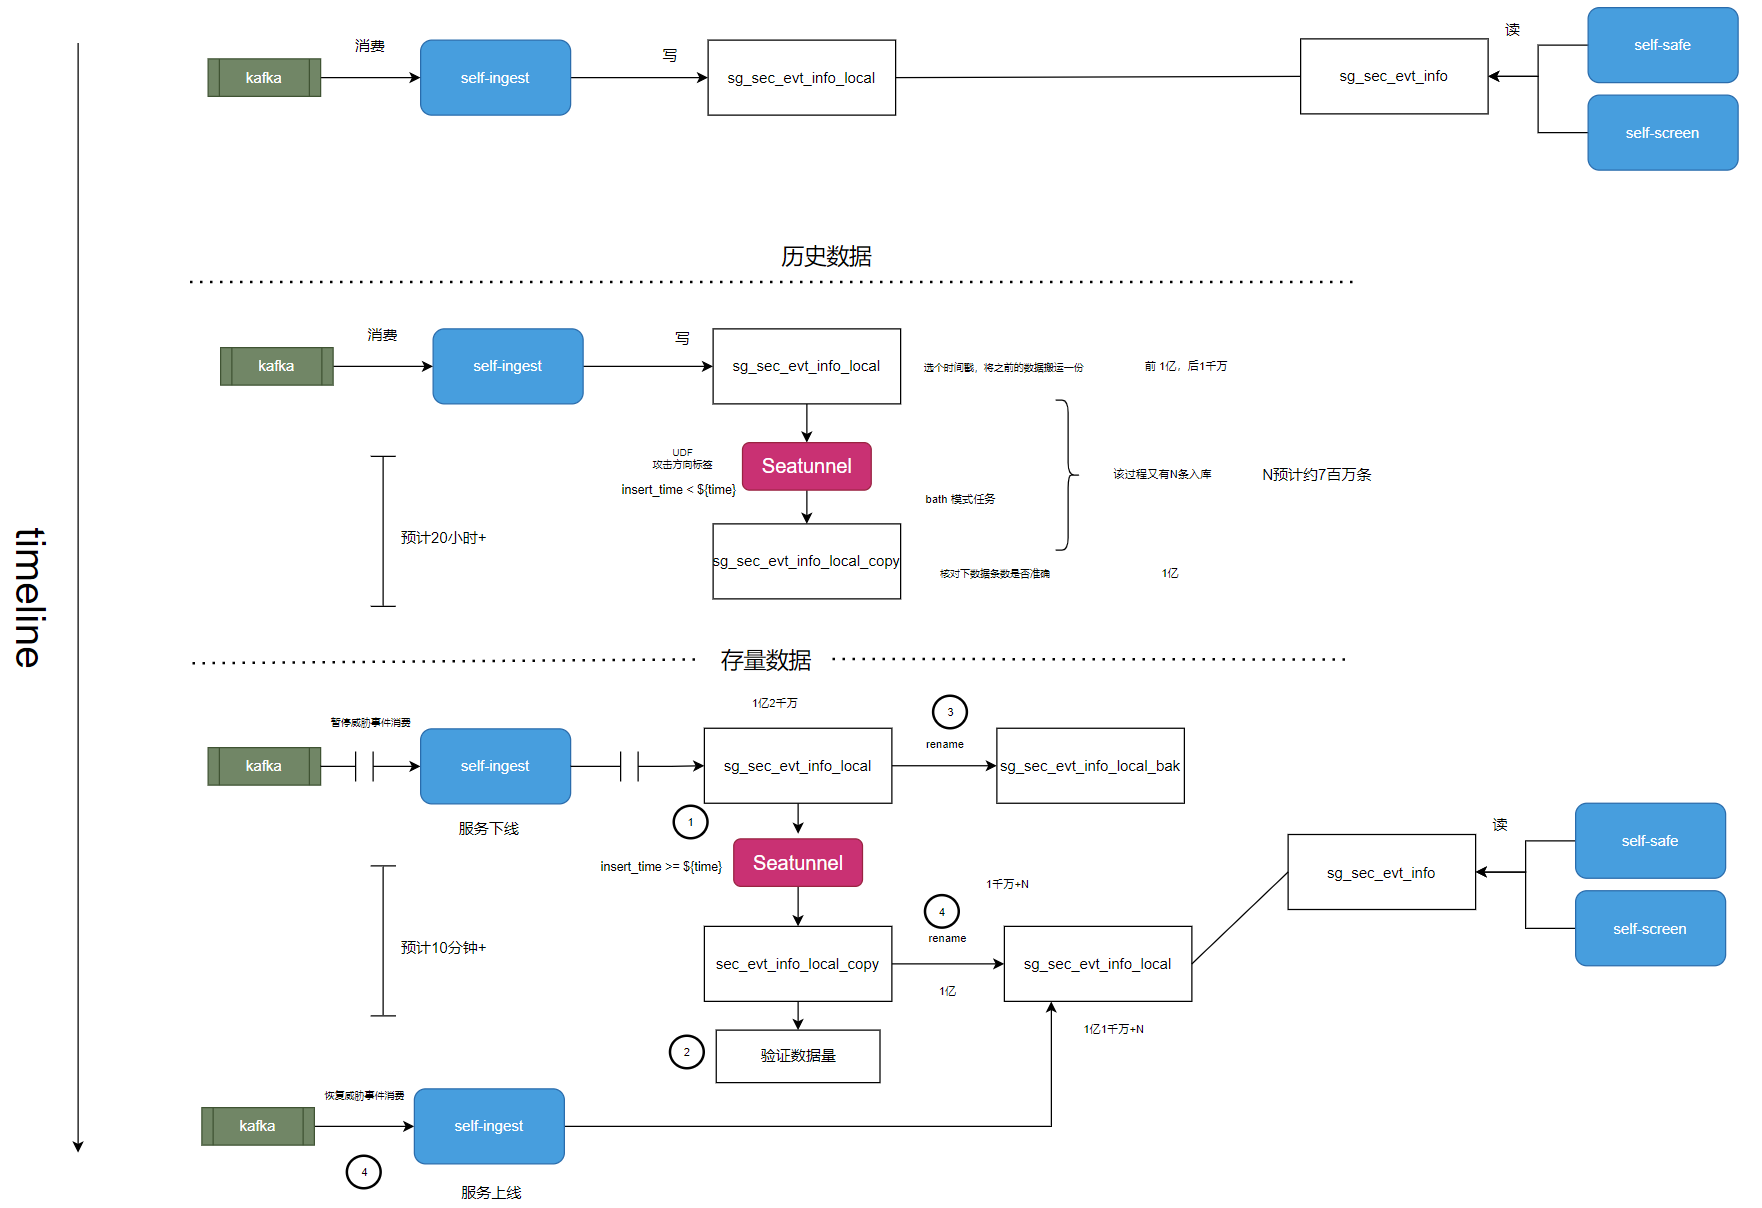 消费
写
读
kafka
self-ingest
sg_sec_evt_info_local
sg_sec_evt_info
self-safe
self-screen
历史数据
消费
写
kafka
self-ingest
sg_sec_evt_info_local
选个时间戳，将之前的数据搬运一份
前 1亿，后1千万
UDF
攻击方向标签
insert_time < ${time}
Seatunnel
该过程又有N条入库
N预计约7百万条
bath 模式任务
预计20小时+
sg_sec_evt_info_local_copy
核对下数据条数是否准确
1亿
timeline
存量数据
1亿2千万
3
暂停威胁事件消费
rename
kafka
self-ingest
sg_sec_evt_info_local
sg_sec_evt_info_local_bak
服务下线
1
读
self-safe
insert_time >= ${time}
Seatunnel
sg_sec_evt_info
1千万+N
4
rename
self-screen
预计10分钟+
sec_evt_info_local_copy
sg_sec_evt_info_local
1亿
1亿1千万+N
2
验证数据量
恢复威胁事件消费
kafka
self-ingest
4
服务上线